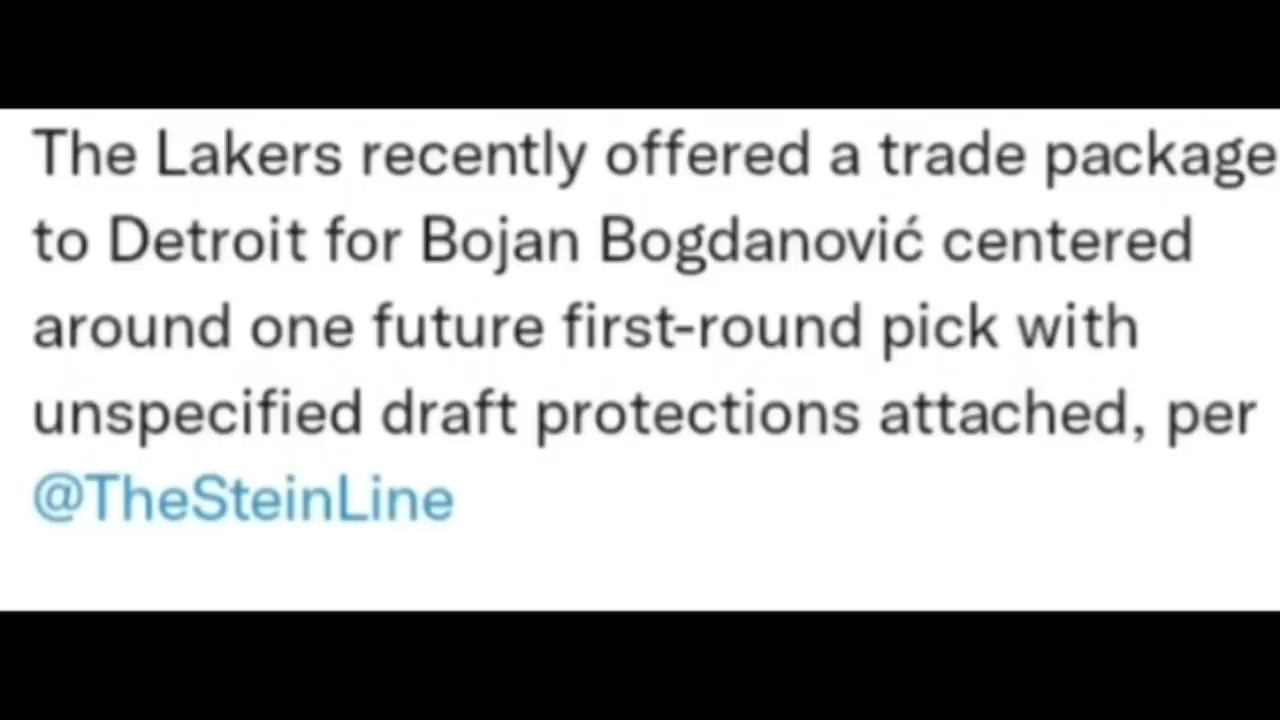 The Lakers recently offered a trade package
to Detroit for Bojan Bogdanović centered
around one future first-round pick with
unspecified draft protections attached, per
@TheSteinLine